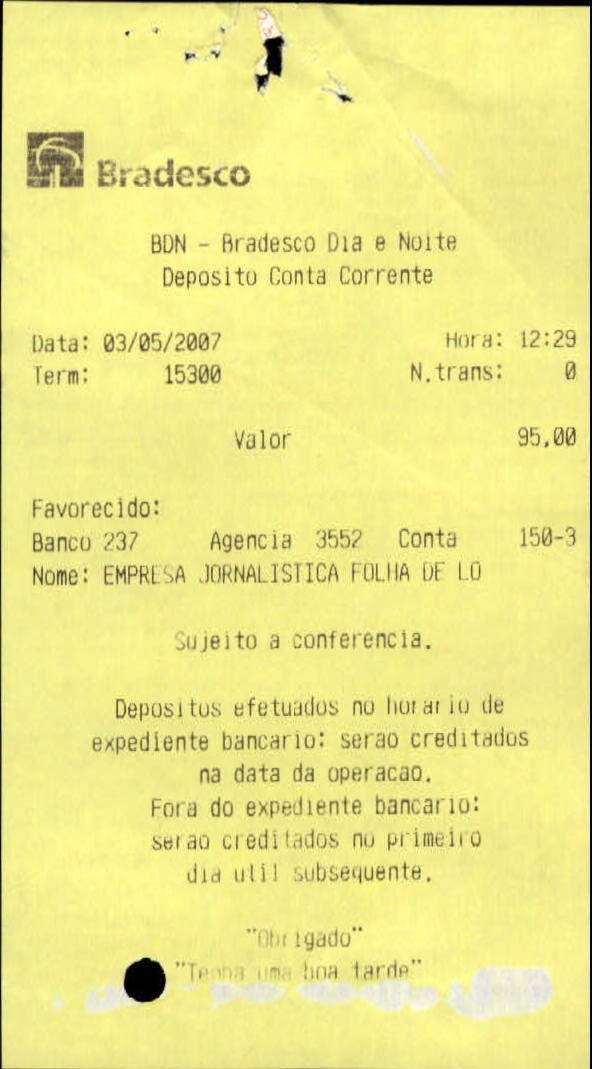 Bradesco
BDN - Bradesco Dia e Noite
Deposito Conta Corrente
Data: 03/05/2007 Hora: 12:29
Term: 15300 N.trans: 0
Valor 95,00
Favorecido:
Banco 237 Agencia 3552 Conta 150-3
Nome: EMPRESA JORNALISTICA FOLHA DE LO
Sujeito a conferencia.
Depositos efetuados no horario de
expediente bancario: serao creditados
na data da operacao.
Fora do expediente bancario:
serao creditados no primeiro
dia util subsequente.
"Obrigado"
"Tenha uma boa tarde"